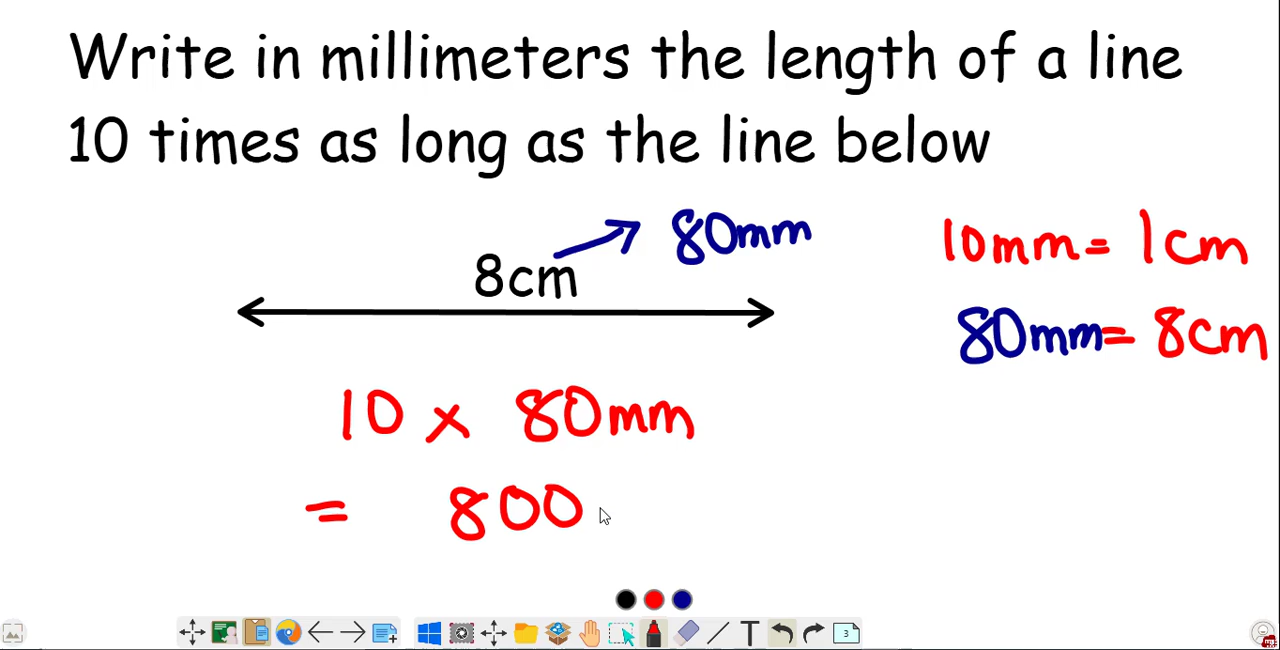 Write in millimeters the length of a line
10 times as long as the line below
80mm
8cm
10mm = 1cm
80mm = 8cm
10 × 80mm
= 800
T
3